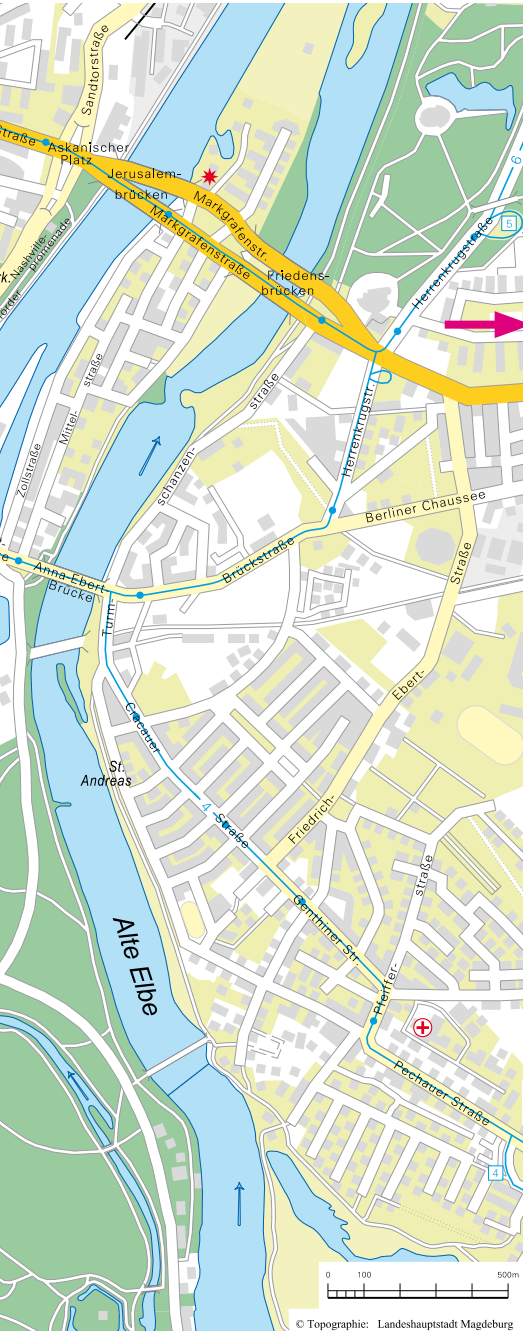 Sandtorstraße
traße
Askanischer
Platz
Jerusalem-
brücken
6
5
Markgrafenstr.
Markgrafenstraße
Nashville-
promenade
Friedens-
brücken
Herrenkrugstraße
Mittel-
straße
Zollstraße
straße
schanzen-
Turm-
Herrenkrugstr.
Berliner Chaussee
Brückstraße
Anna-Ebert
Brücke
Straße
Ebert-
Friedrich-
Cracauer
4
Straße
St.
Andreas
Genthiner Str.
straße
Pfeiffer-
Alte Elbe
Pechauer Straße
4
0 100 500m
© Topographie: Landeshauptstadt Magdeburg